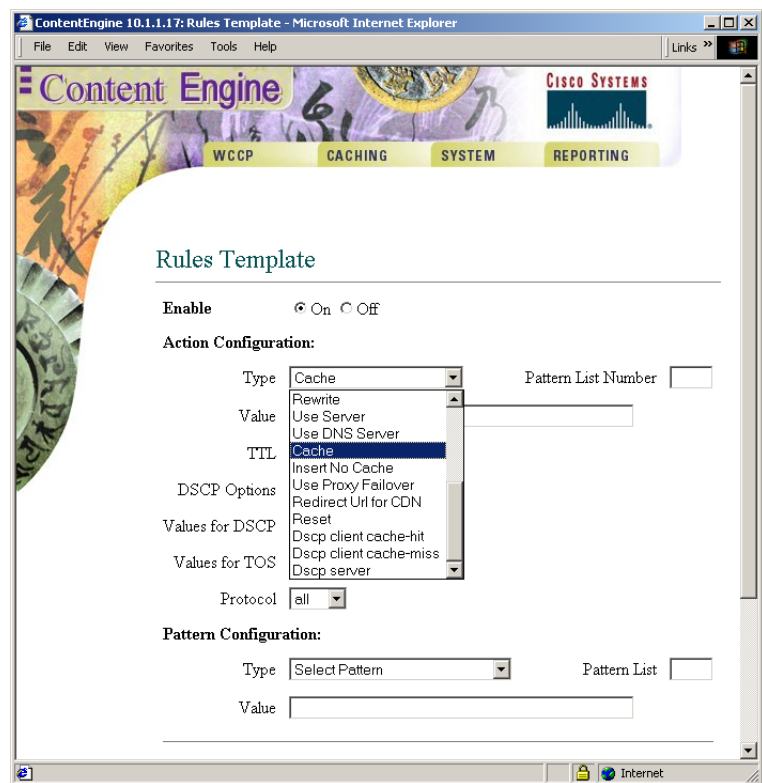 ContentEngine 10.1.1.17: Rules Template - Microsoft Internet Explorer
File Edit View Favorites Tools Help Links »
Content Engine
CISCO SYSTEMS
WCCP CACHING SYSTEM REPORTING
Rules Template
Enable On Off
Action Configuration:
Type Cache Pattern List Number
Rewrite
Value Use Server
Use DNS Server
TTL Cache
Insert No Cache
DSCP Options Use Proxy Failover
Redirect Url for CDN
Values for DSCP Reset
Dscp client cache-hit
Values for TOS Dscp client cache-miss
Dscp server
Protocol all
Pattern Configuration:
Type Select Pattern Pattern List
Value
Internet